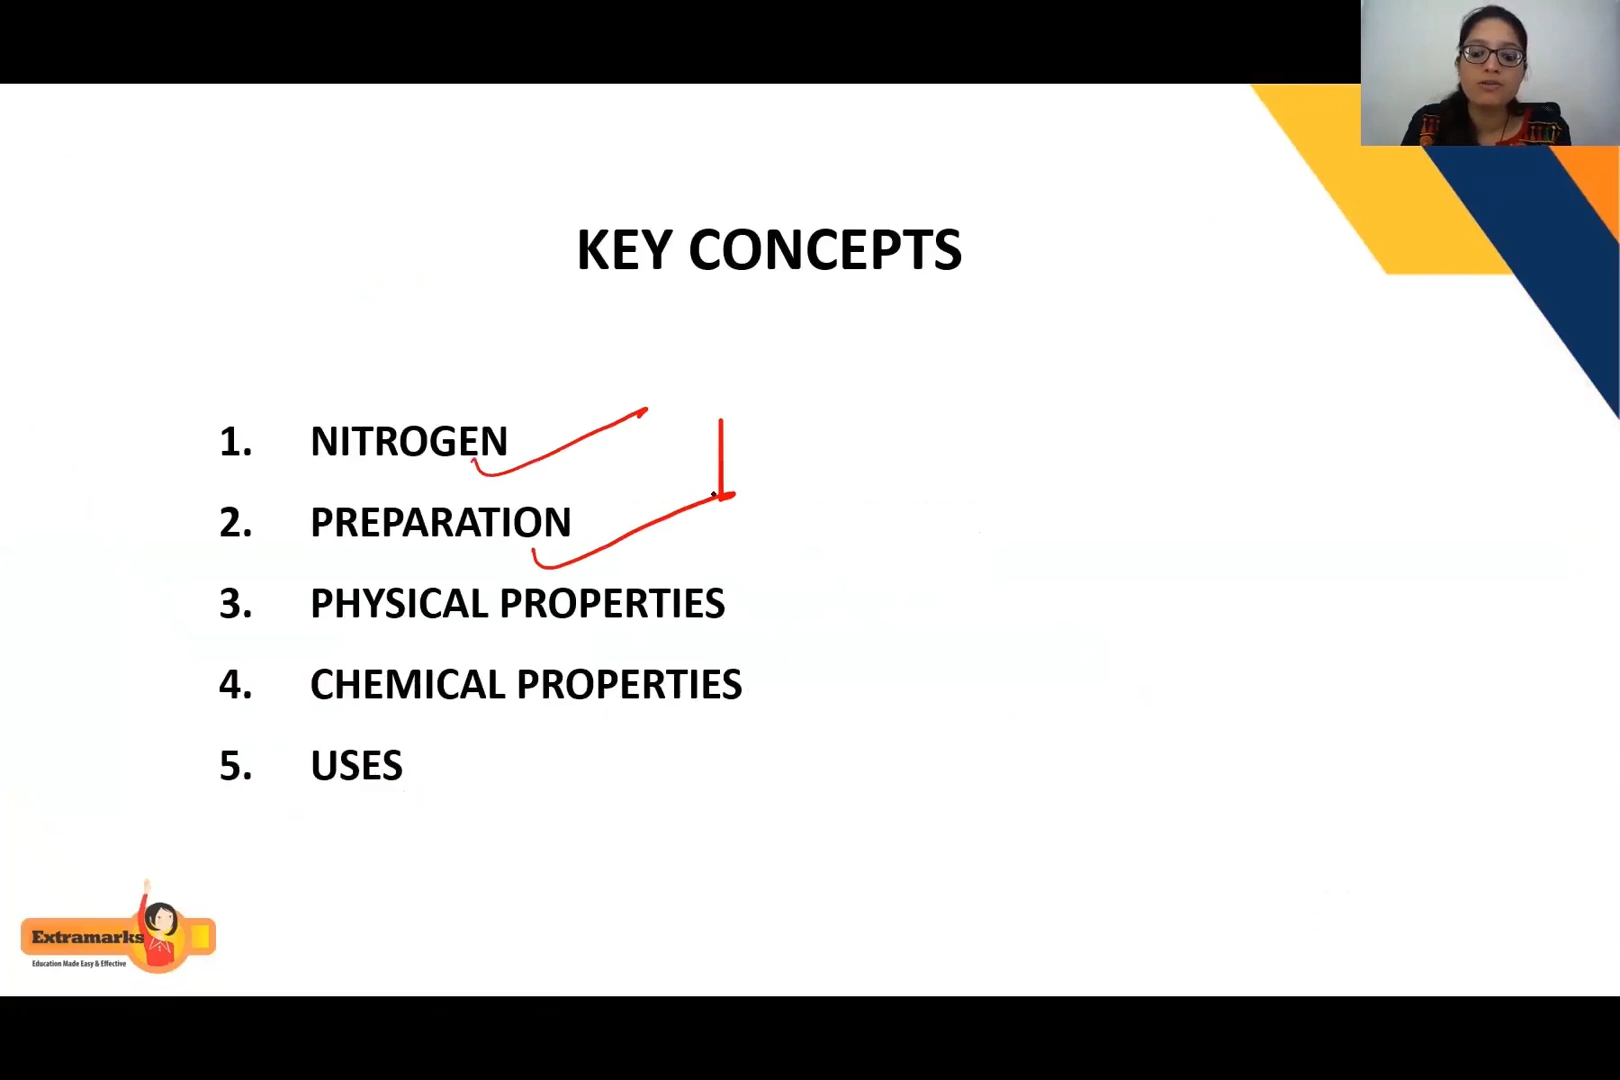 KEY CONCEPTS
1. NITROGEN
2. PREPARATION
3. PHYSICAL PROPERTIES
4. CHEMICAL PROPERTIES
5. USES
Extramarks
Education Made Easy & Effective